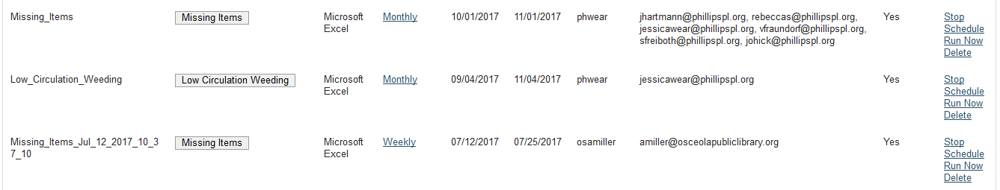 Missing_Items Missing Items Microsoft Excel Monthly 10/01/2017 11/01/2017 phwear jhartmann@phillipspl.org, rebeccas@phillipspl.org, Yes Stop
jessicawear@phillipspl.org, vfraundorf@phillipspl.org, Schedule
sfreiboth@phillipspl.org, johick@phillipspl.org Run Now
Delete
Low_Circulation_Weeding Low Circulation Weeding Microsoft Excel Monthly 09/04/2017 11/04/2017 phwear jessicawear@phillipspl.org Yes Stop
Schedule
Run Now
Delete
Missing_Items_Jul_12_2017_10_3 Missing Items Microsoft Weekly 07/12/2017 07/25/2017 osamiller amiller@osceolapubliclibrary.org Yes Stop
7_10 Excel Schedule
Run Now
Delete